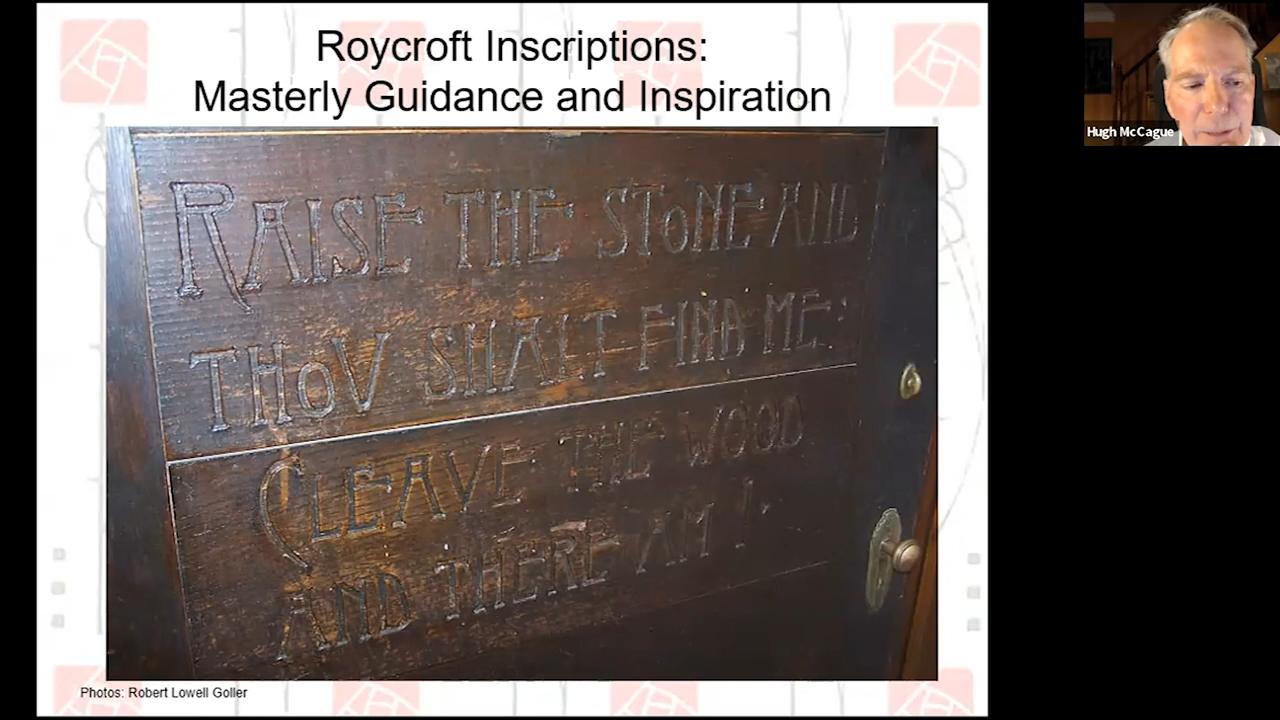 Roycroft Inscriptions:
Masterly Guidance and Inspiration
RAISE THE STONE AND
THOV SHALT FIND ME:
CLEAVE THE WOOD
AND THERE AM I.
Photos: Robert Lowell Goller
Hugh McCague